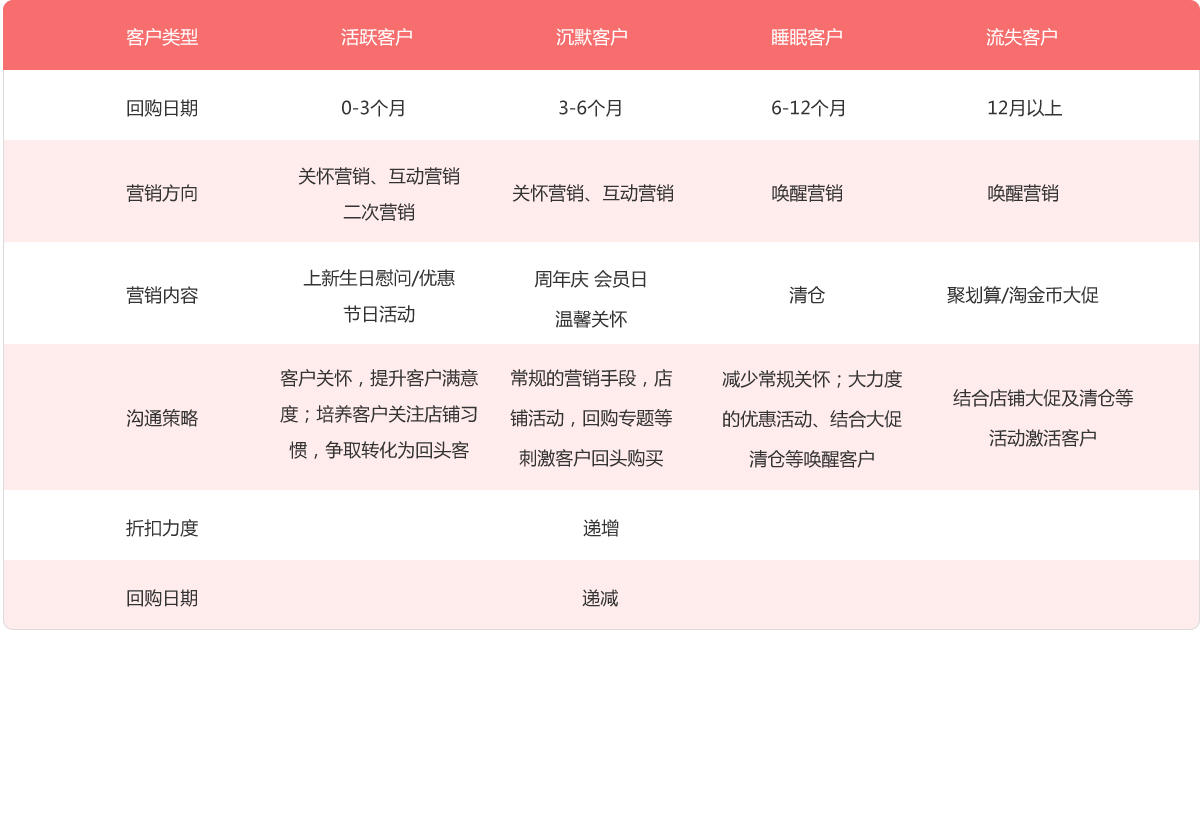 客户类型 活跃客户 沉默客户 睡眠客户 流失客户
回购日期 0-3个月 3-6个月 6-12个月 12月以上
营销方向
关怀营销、互动营销
二次营销
关怀营销、互动营销
唤醒营销
唤醒营销
营销内容
上新生日慰问/优惠
节日活动
周年庆 会员日
温馨关怀
清仓
聚划算/淘金币大促
沟通策略
客户关怀，提升客户满意
度；培养客户关注店铺习
惯，争取转化为回头客
常规的营销手段，店
铺活动，回购专题等
刺激客户回头购买
减少常规关怀；大力度
的优惠活动、结合大促
清仓等唤醒客户
结合店铺大促及清仓等
活动激活客户
折扣力度 递增
回购日期 递减